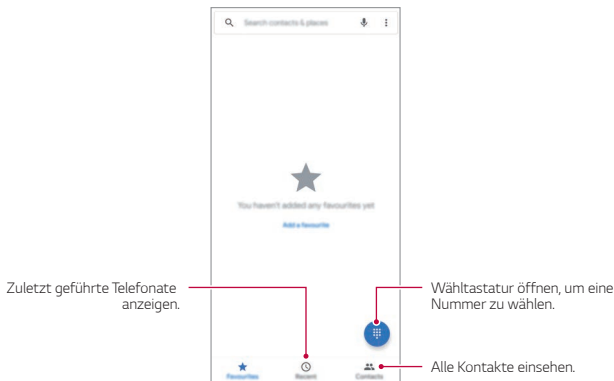 Search contacts & places
You haven't added any favourites yet
Add a favourite
Zuletzt geführte Telefonate
anzeigen.
Wähltastatur öffnen, um eine
Nummer zu wählen.
Favourites
Recent
Contacts
Alle Kontakte einsehen.